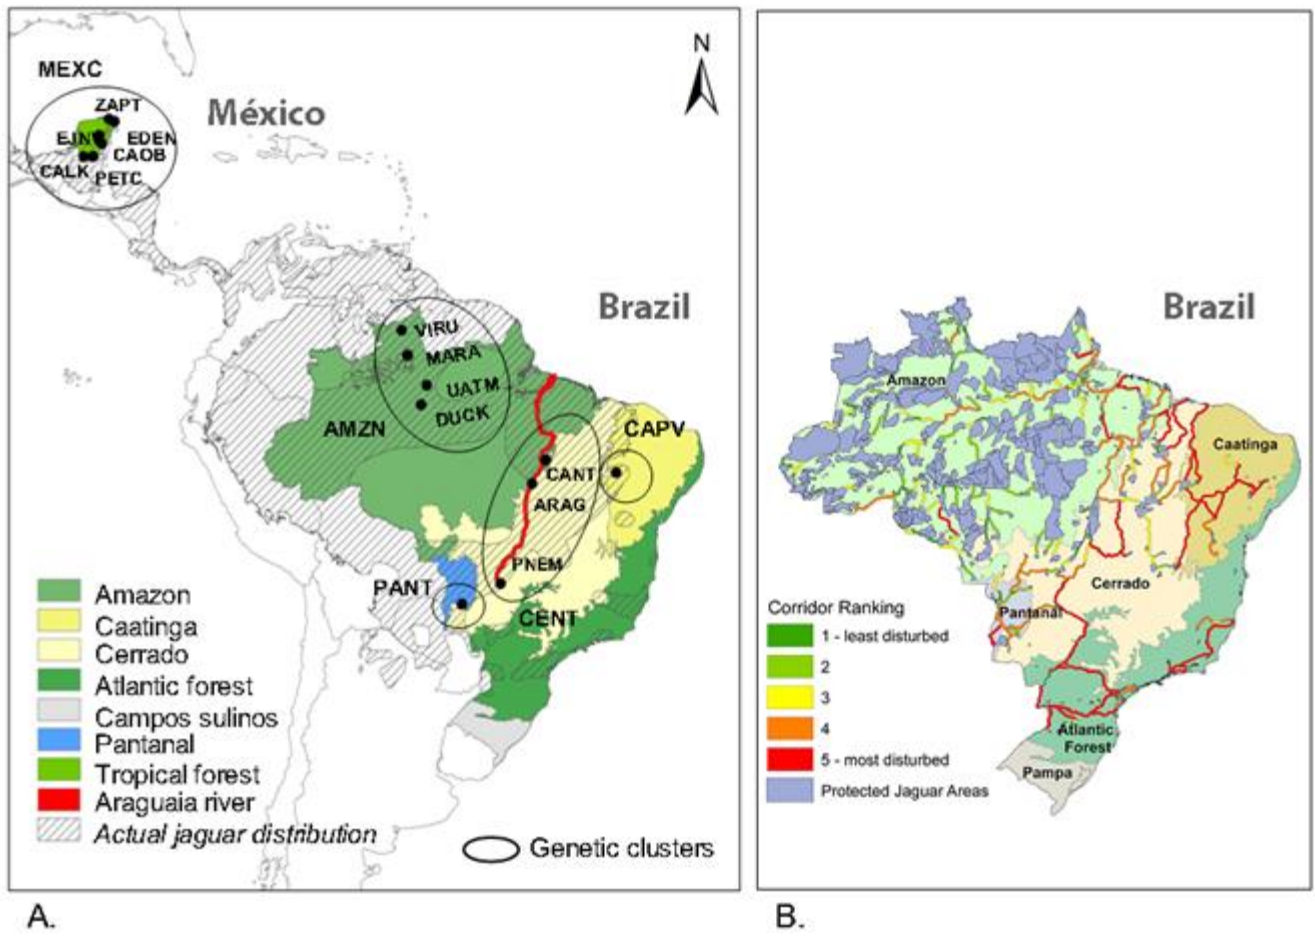 MEXC
ZAPT
EJIN
EDEN
CAOB
CALK
PETC
México
N
Brazil
VIRU
MARA
UATM
DUCK
AMZN
CAPV
CANT
ARAG
PNEM
PANT
CENT
Amazon
Caatinga
Cerrado
Atlantic forest
Campos sulinos
Pantanal
Tropical forest
Araguaia river
Actual jaguar distribution
Genetic clusters
A.
Brazil
Amazon
Caatinga
Cerrado
Pantanal
Atlantic
Forest
Pampa
Corridor Ranking
1 - least disturbed
2
3
4
5 - most disturbed
Protected Jaguar Areas
B.